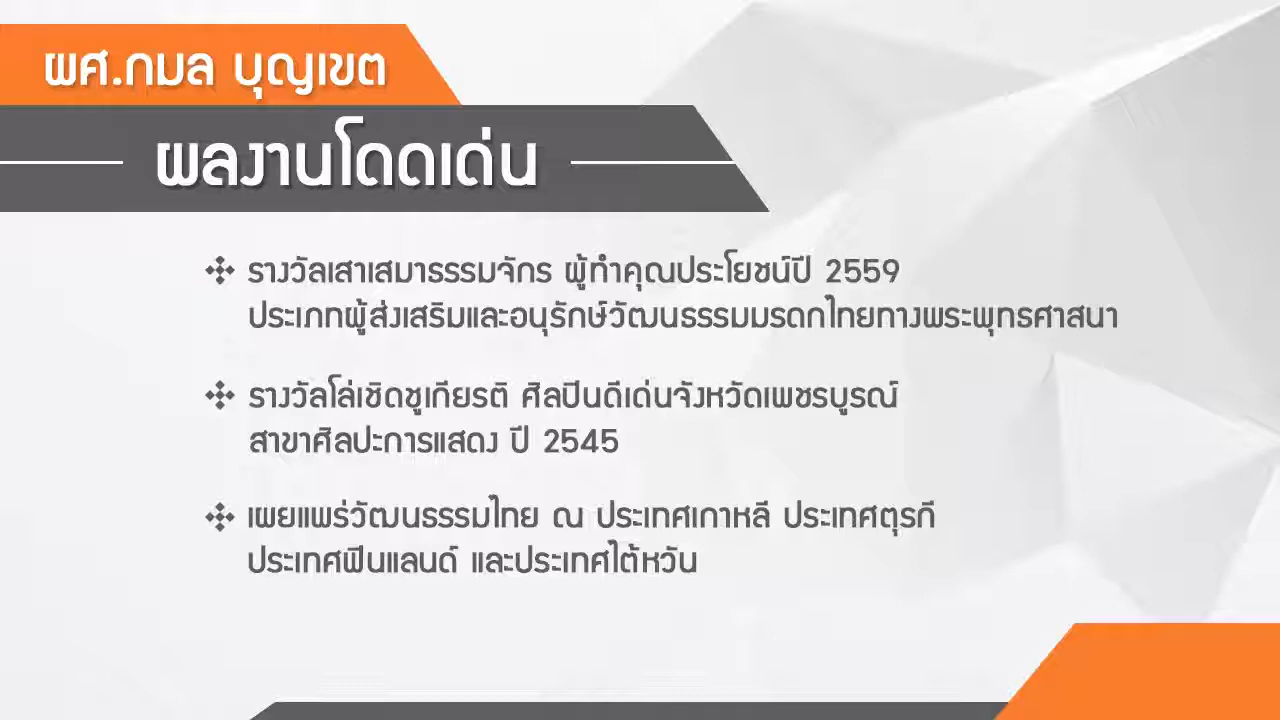 ผศ.กมล บุญเขต
ผลงานโดดเด่น
รางวัลเสาเสมาธรรมจักร ผู้ทำคุณประโยชน์ปี 2559
ประเภทผู้ส่งเสริมและอนุรักษ์วัฒนธรรมมรดกไทยทางพระพุทธศาสนา
รางวัลโล่เชิดชูเกียรติ ศิลปินดีเด่นจังหวัดเพชรบูรณ์
สาขาศิลปะการแสดง ปี 2545
เผยแพร่วัฒนธรรมไทย ณ ประเทศเกาหลี ประเทศตุรกี
ประเทศฟินแลนด์ และประเทศไต้หวัน